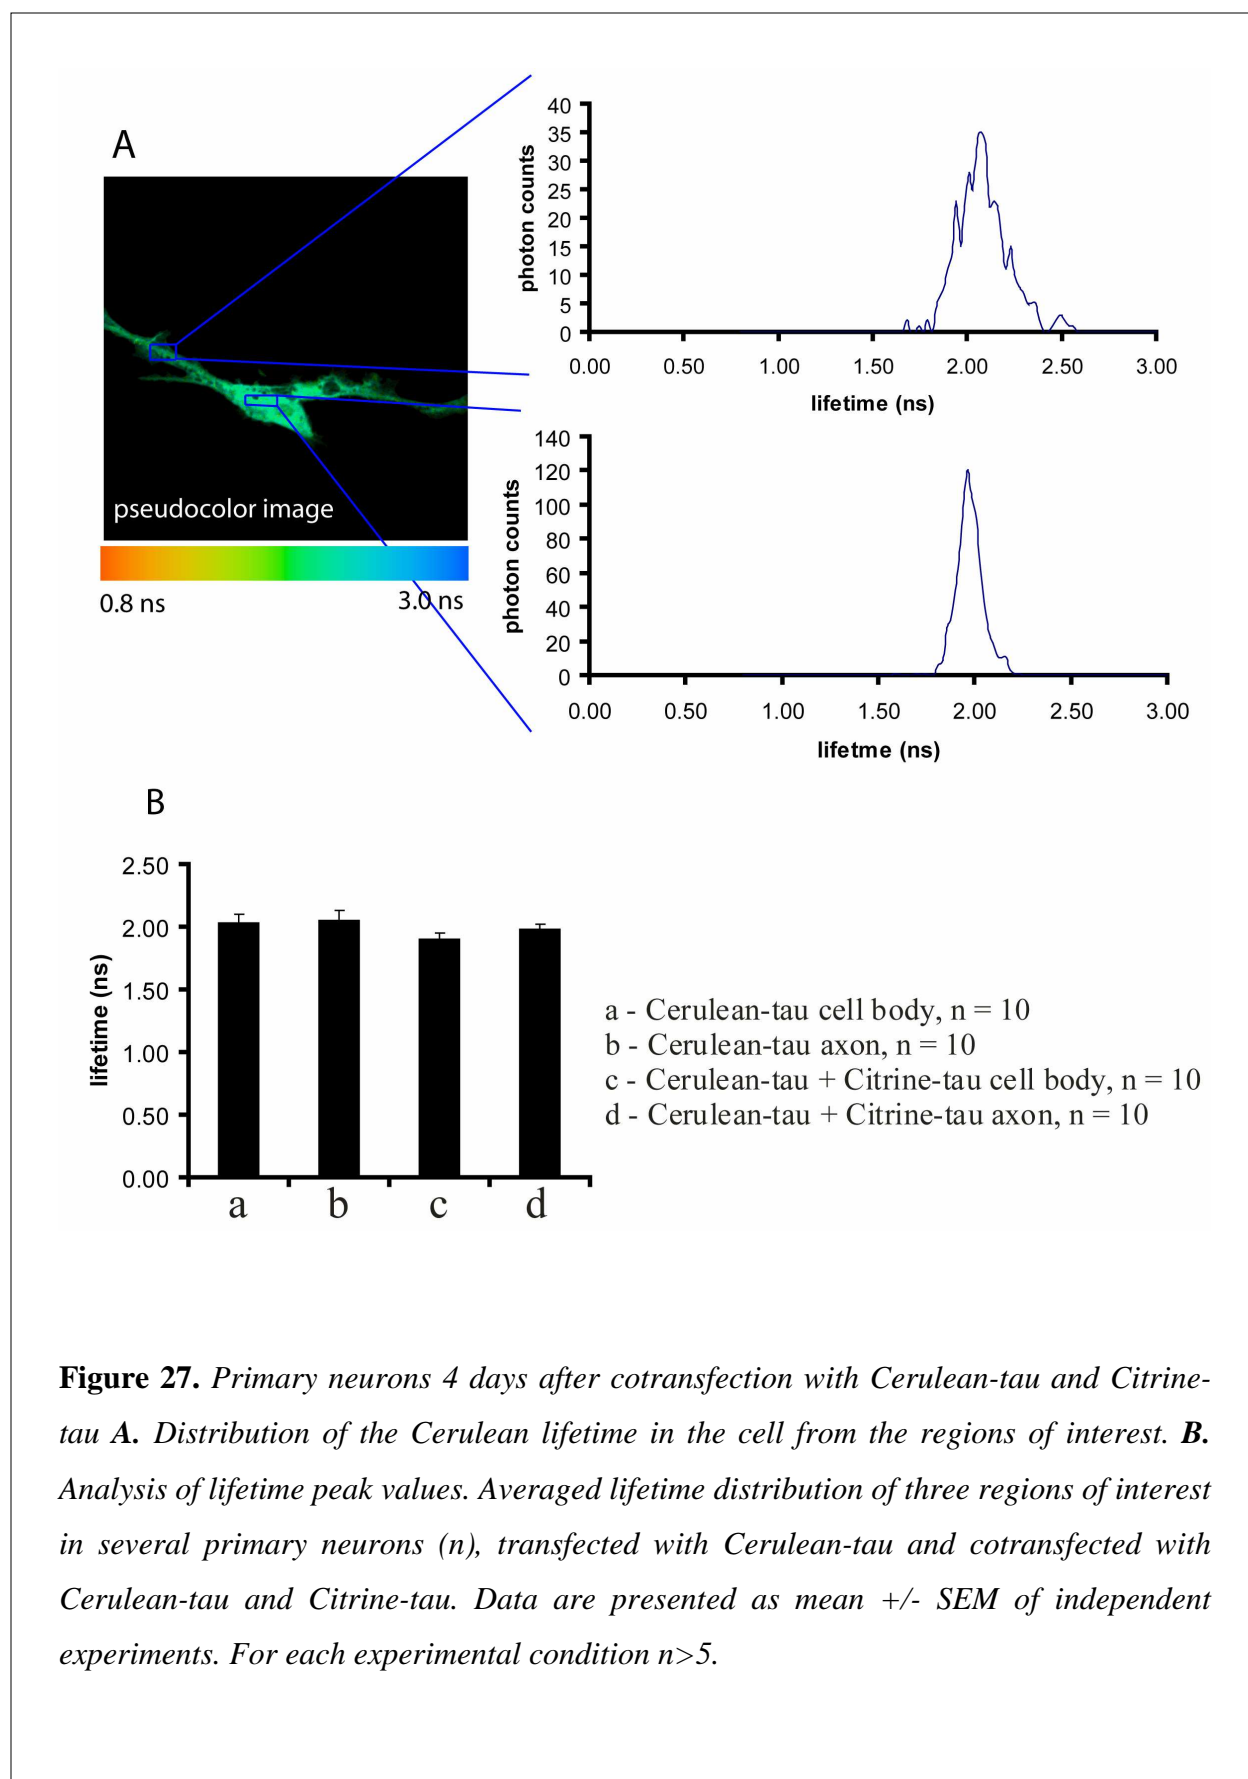 A
pseudocolor image
0.8 ns
3.0 ns
photon counts
40
35
30
25
20
15
10
5
0
0.00 0.50 1.00 1.50 2.00 2.50 3.00
lifetime (ns)
photon counts
140
120
100
80
60
40
20
0
0.00 0.50 1.00 1.50 2.00 2.50 3.00
lifetme (ns)
B
lifetime (ns)
2.50
2.00
1.50
1.00
0.50
0.00
a b c d
a - Cerulean-tau cell body, n = 10
b - Cerulean-tau axon, n = 10
c - Cerulean-tau + Citrine-tau cell body, n = 10
d - Cerulean-tau + Citrine-tau axon, n = 10
Figure 27. Primary neurons 4 days after cotransfection with Cerulean-tau and Citrine-
tau A. Distribution of the Cerulean lifetime in the cell from the regions of interest. B.
Analysis of lifetime peak values. Averaged lifetime distribution of three regions of interest
in several primary neurons (n), transfected with Cerulean-tau and cotransfected with
Cerulean-tau and Citrine-tau. Data are presented as mean +/- SEM of independent
experiments. For each experimental condition n>5.